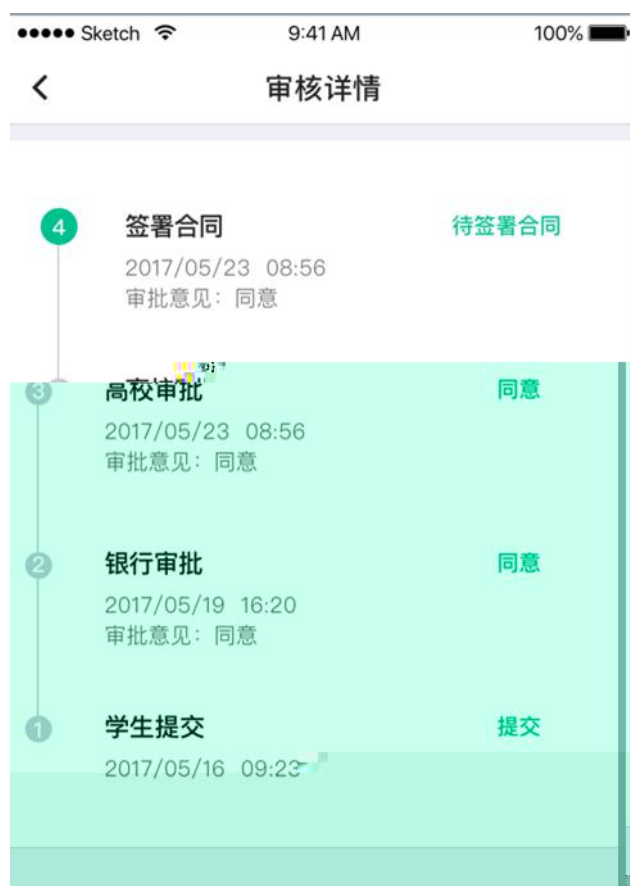 Sketch 9:41 AM 100%
审核详情
4 签署合同 待签署合同
2017/05/23 08:56
审批意见：同意
3 高校审批 同意
2017/05/23 08:56
审批意见：同意
2 银行审批 同意
2017/05/19 16:20
审批意见：同意
1 学生提交 提交
2017/05/16 09:23